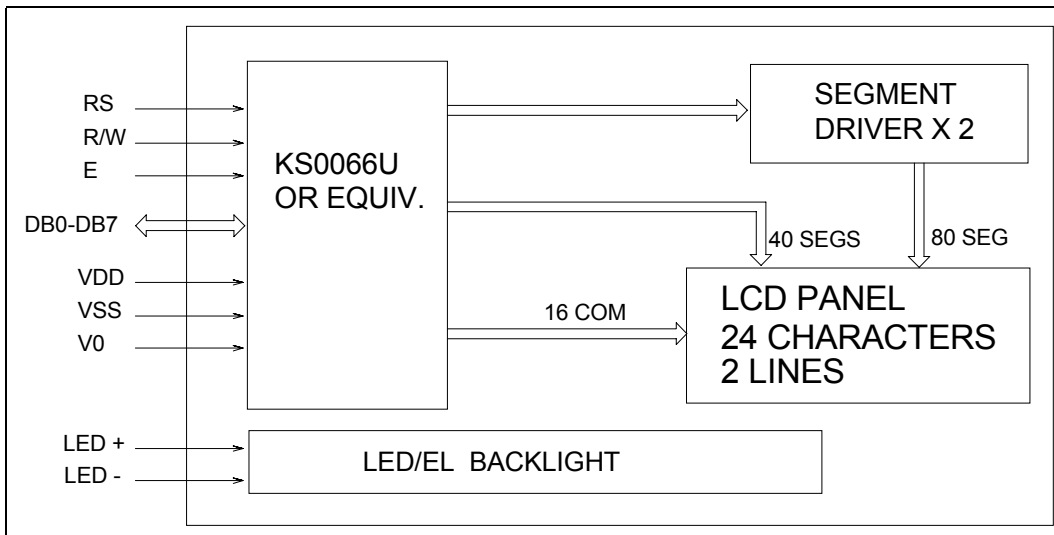 RS
R/W
E
DB0-DB7
VDD
VSS
V0
LED +
LED -
KS0066U
OR EQUIV.
SEGMENT
DRIVER X 2
40 SEGS
80 SEG
16 COM
LCD PANEL
24 CHARACTERS
2 LINES
LED/EL BACKLIGHT